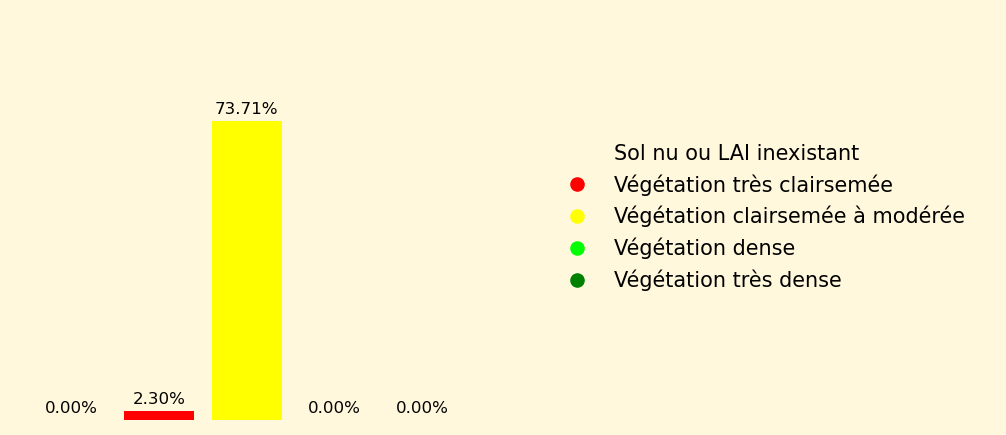 73.71%
2.30%
0.00%
0.00%
0.00%
Sol nu ou LAI inexistant
Végétation très clairsemée
Végétation clairsemée à modérée
Végétation dense
Végétation très dense